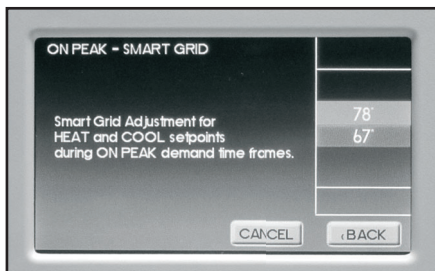 ON PEAK - SMART GRID
Smart Grid Adjustment for
HEAT and COOL setpoints
during ON PEAK demand time frames.
78°
67°
CANCEL
‹BACK